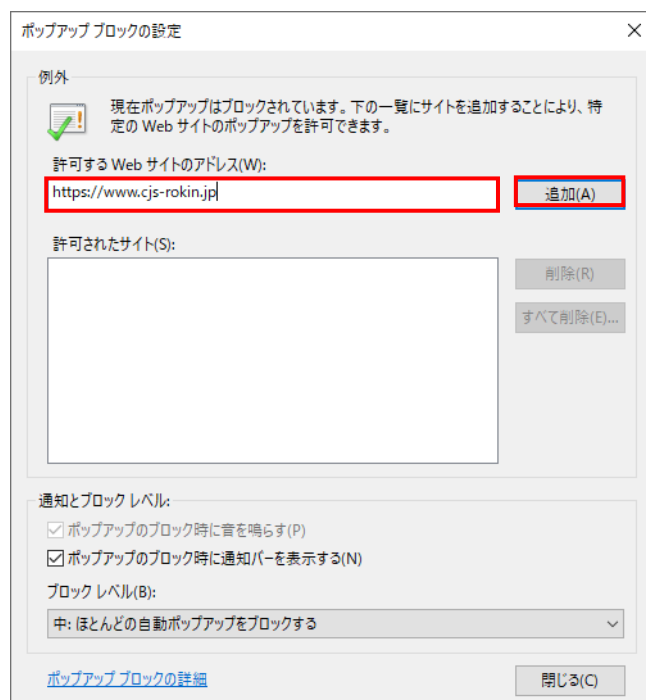 ポップアップ ブロックの設定
例外
現在ポップアップはブロックされています。下の一覧にサイトを追加することにより、特
定の Web サイトのポップアップを許可できます。
許可する Web サイトのアドレス(W):
https://www.cjs-rokin.jp
追加(A)
許可されたサイト(S):
削除(R)
すべて削除(E)...
通知とブロック レベル:
ポップアップのブロック時に音を鳴らす(P)
ポップアップのブロック時に通知バーを表示する(N)
ブロック レベル(B):
中: ほとんどの自動ポップアップをブロックする
ポップアップ ブロックの詳細
閉じる(C)